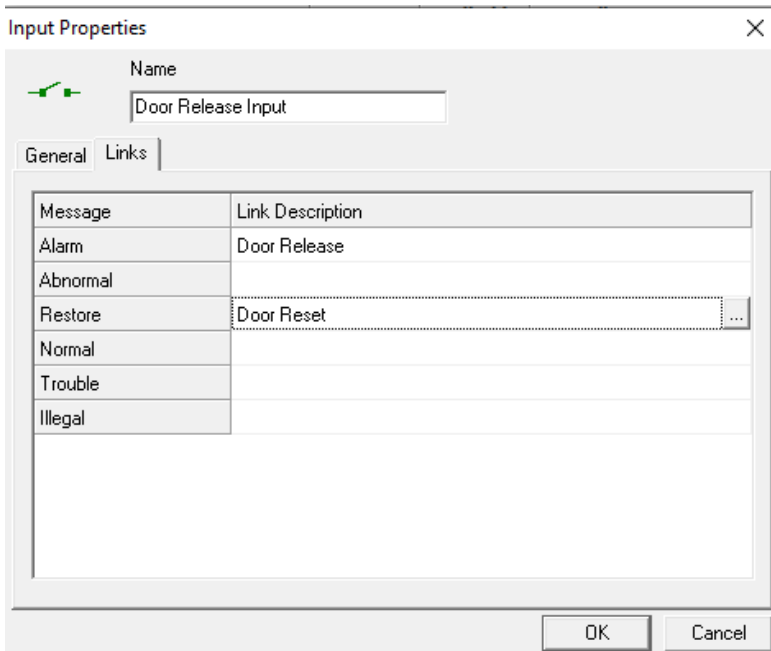 Input Properties
Name
Door Release Input
General Links
Message Link Description
Alarm Door Release
Abnormal
Restore Door Reset ...
Normal
Trouble
Illegal
OK Cancel